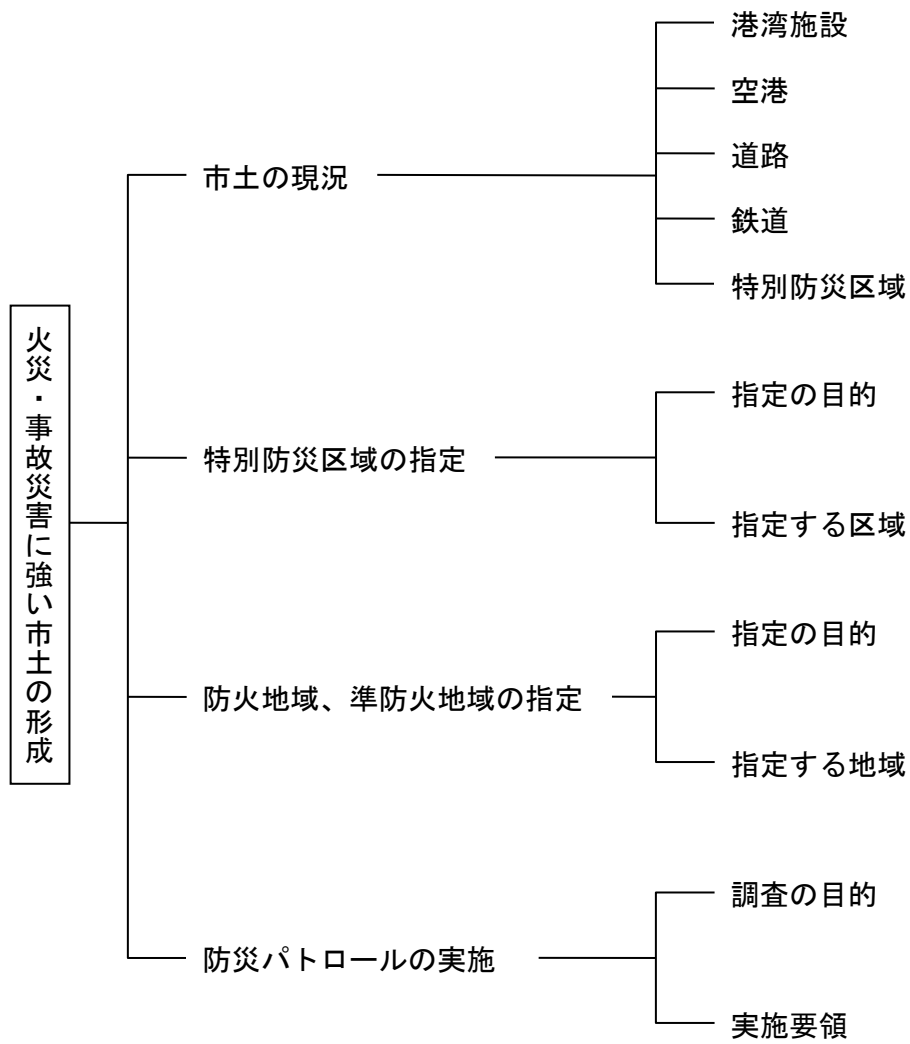 火災・事故災害に強い市土の形成
市土の現況
港湾施設
空港
道路
鉄道
特別防災区域
特別防災区域の指定
指定の目的
指定する区域
防火地域、準防火地域の指定
指定の目的
指定する地域
防災パトロールの実施
調査の目的
実施要領